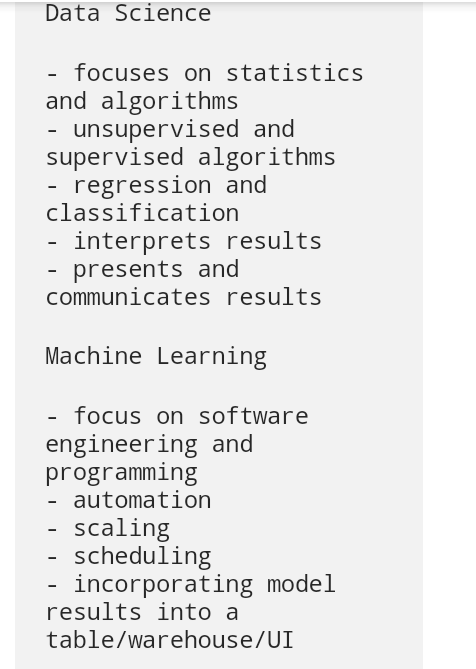 Data Science
- focuses on statistics
and algorithms
- unsupervised and
supervised algorithms
- regression and
classification
- interprets results
- presents and
communicates results
Machine Learning
- focus on software
engineering and
programming
- automation
- scaling
- scheduling
- incorporating model
results into a
table/warehouse/UI